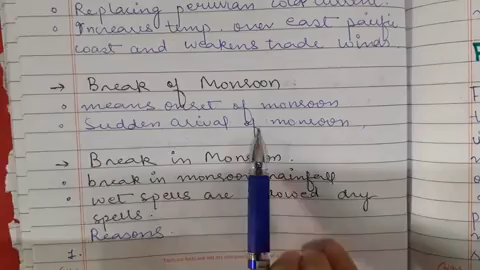 Replacing peruvian cold current.
Increases temp. over east pacific
coast and weakens trade winds.
→ Break of Monsoon.
means onset of monsoon
Sudden arival of monsoon.
→ Break in Monsoon.
break in monsoon rainfall
wet spells are dry
spells.
Reasons.
1.